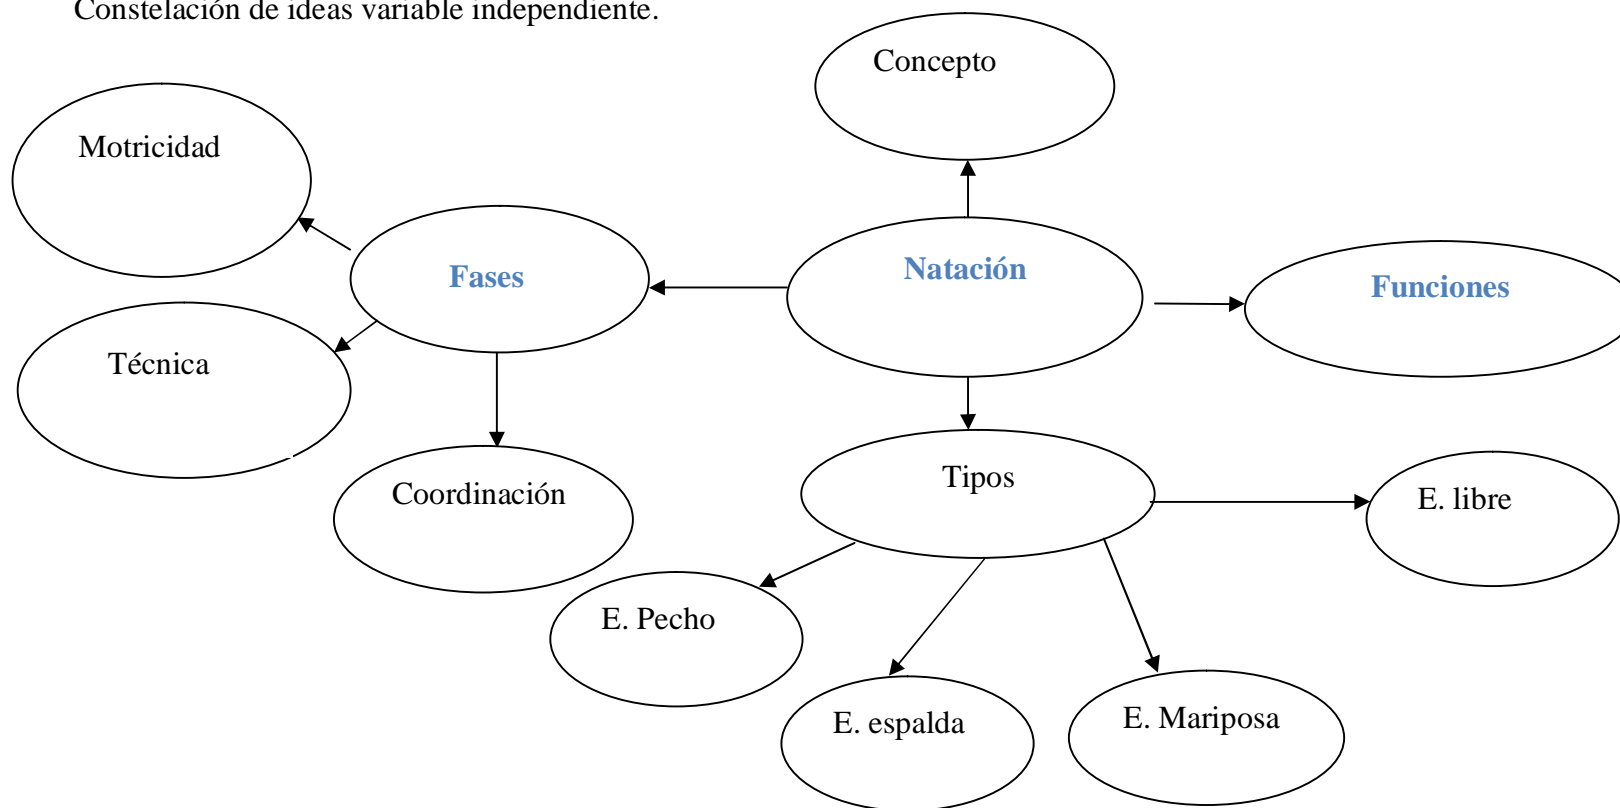 Constelación de ideas variable independiente.
Concepto
Motricidad
Natación
Fases
Funciones
Técnica
Tipos
Coordinación
E. libre
E. Pecho
E. espalda
E. Mariposa